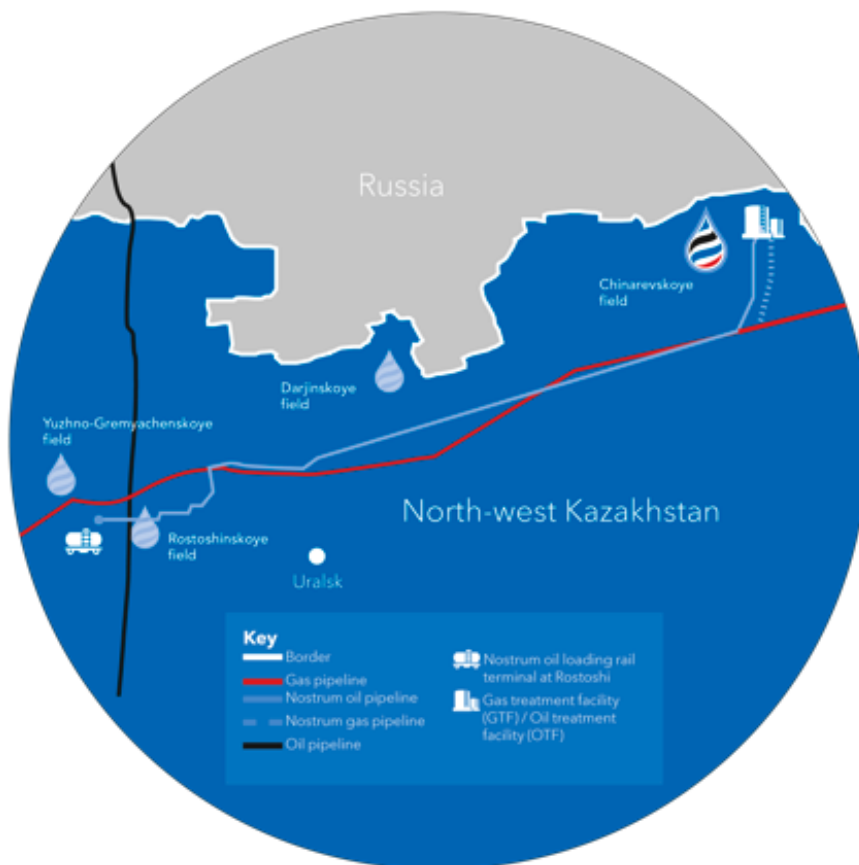 Russia
Chinarevskoye
field
Darjinskoye
field
Yuzhno-Gremyachenskoye
field
North-west Kazakhstan
Rostoshinskoye
field
Uralsk
Key
Border
Gas pipeline
Nostrum oil pipeline
Nostrum gas pipeline
Oil pipeline
Nostrum oil loading rail
terminal at Rostoshi
Gas treatment facility
(GTF) / Oil treatment
facility (OTF)